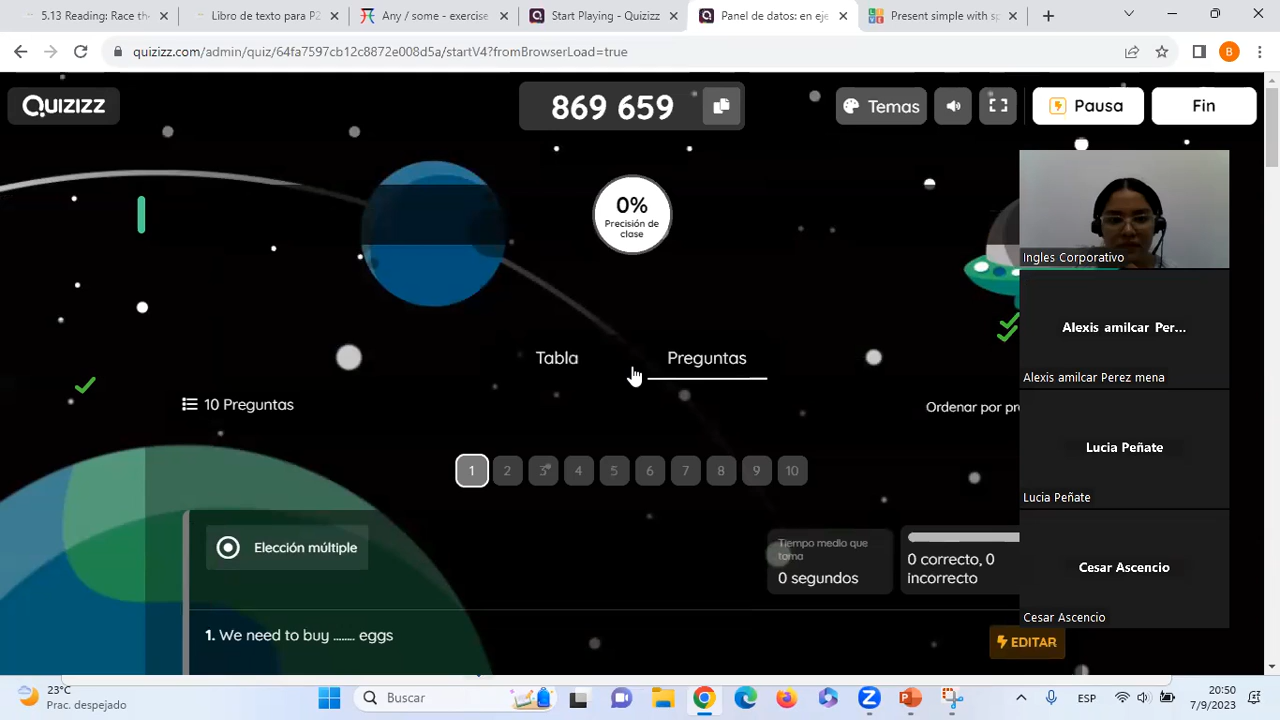 5.13 Reading: Race th
Libro de texto para P2
Any / some: exercise
Start Playing - Quizizz
Panel de datos: en eje
Present simple with sp
quizizz.com/admin/quiz/64fa7597cb12c8872e008d5a/startV4?fromBrowserLoad=true
B
QUIZIZZ
869 659
Temas
Pausa
Fin
0%
Precisión de
clase
Ingles Corporativo
Alexis amilcar Per...
Tabla
Preguntas
Alexis amilcar Perez mena
10 Preguntas
Ordenar por pr
1 2 3 4 5 6 7 8 9 10
Lucia Peñate
Lucia Peñate
Elección múltiple
Tiempo medio que
toma
0 segundos
0 correcto, 0
incorrecto
Cesar Ascencio
Cesar Ascencio
1. We need to buy ........ eggs
EDITAR
23°C
Prac. despejado
Buscar
ESP
20:50
7/9/2023